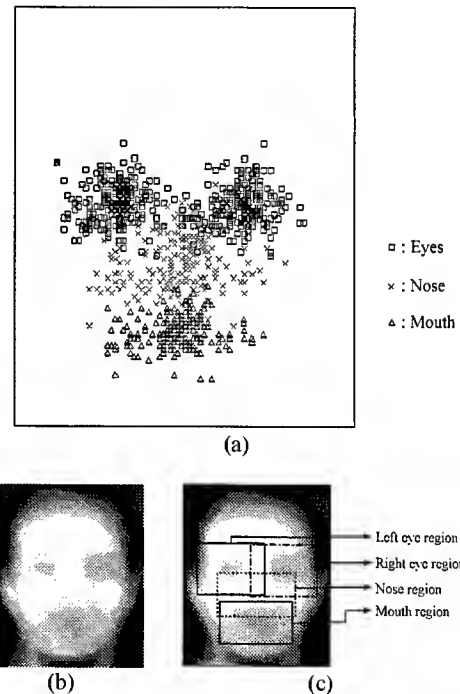 □ : Eyes
× : Nose
△ : Mouth
(a)
Left eye region
Right eye region
Nose region
Mouth region
(b)
(c)